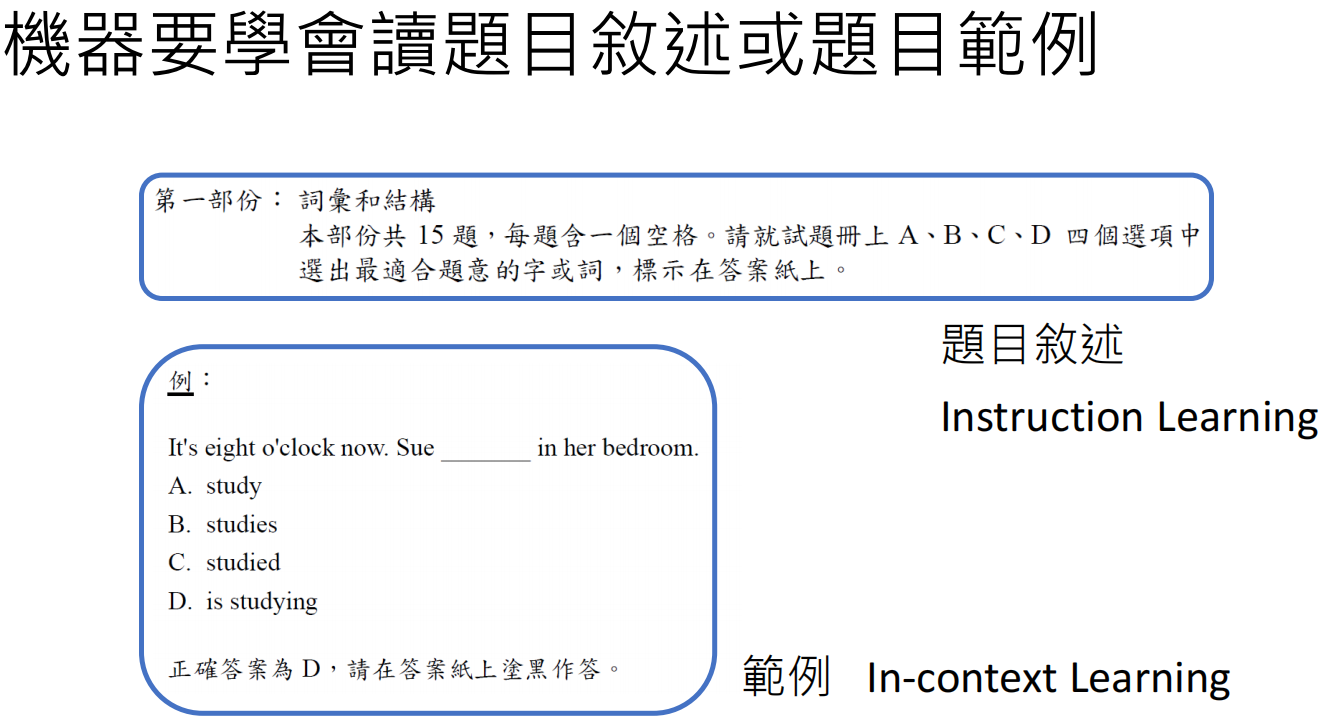 機器要學會讀題目敘述或題目範例
第一部份： 詞彙和結構
本部份共 15 題，每題含一個空格。請就試題冊上 A、B、C、D 四個選項中
選出最適合題意的字或詞，標示在答案紙上。
題目敘述
Instruction Learning
例：
It's eight o'clock now. Sue _______ in her bedroom.
A. study
B. studies
C. studied
D. is studying
正確答案為 D，請在答案紙上塗黑作答。
範例 In-context Learning